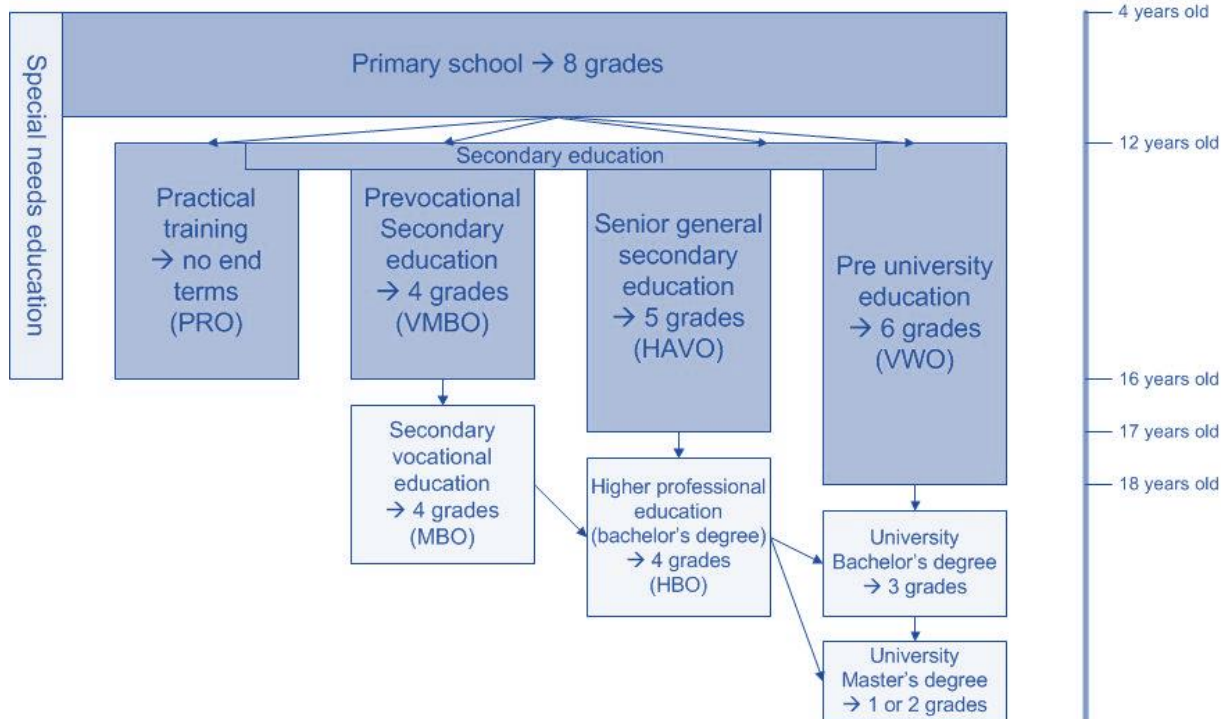 Special needs education
Primary school → 8 grades
Secondary education
Practical
training
→ no end
terms
(PRO)
Prevocational
Secondary
education
→ 4 grades
(VMBO)
Senior general
secondary
education
→ 5 grades
(HAVO)
Pre university
education
→ 6 grades
(VWO)
Secondary
vocational
education
→ 4 grades
(MBO)
Higher professional
education
(bachelor's degree)
→ 4 grades
(HBO)
University
Bachelor's degree
→ 3 grades
University
Master's degree
→ 1 or 2 grades
4 years old
12 years old
16 years old
17 years old
18 years old